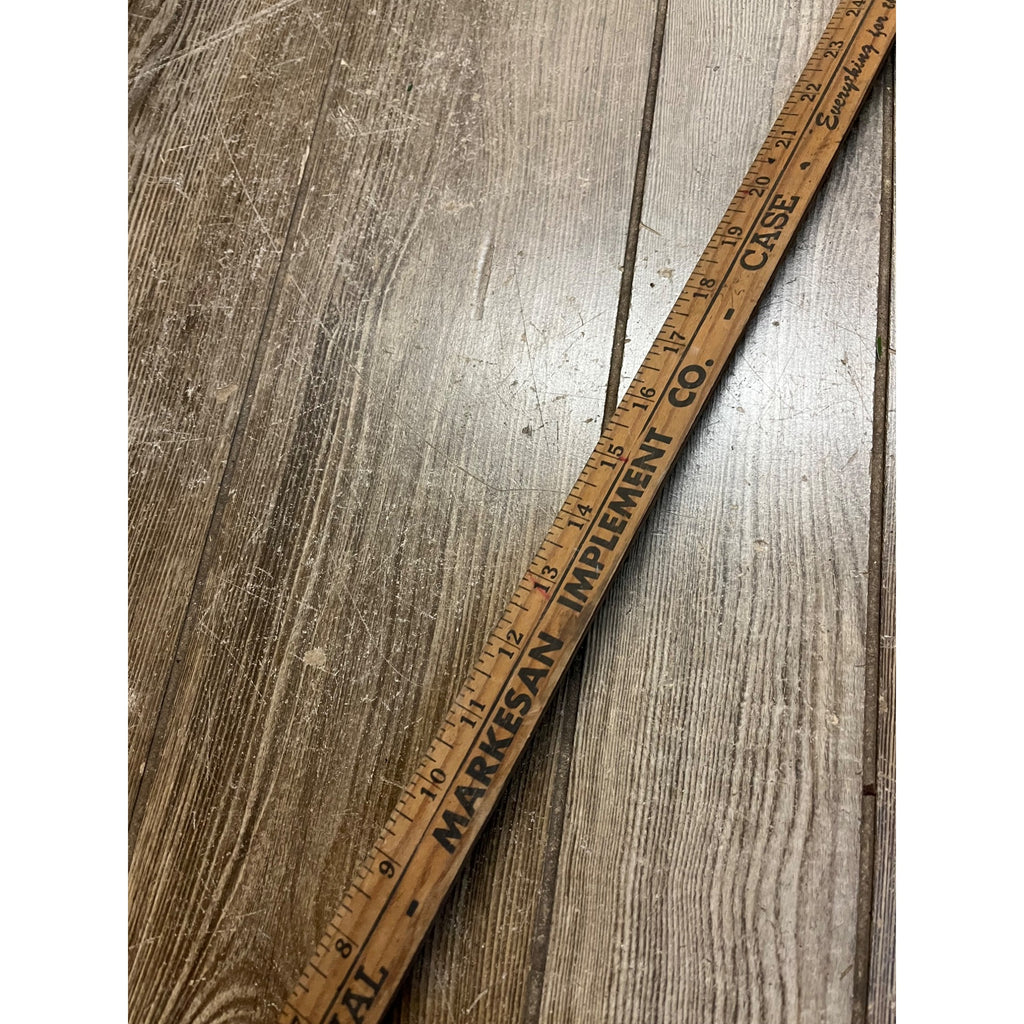 8 9 10 11 12 13 14 15 16 17 18 19 20 21 22 23 24
- MARKESAN IMPLEMENT CO. - CASE • Everything for